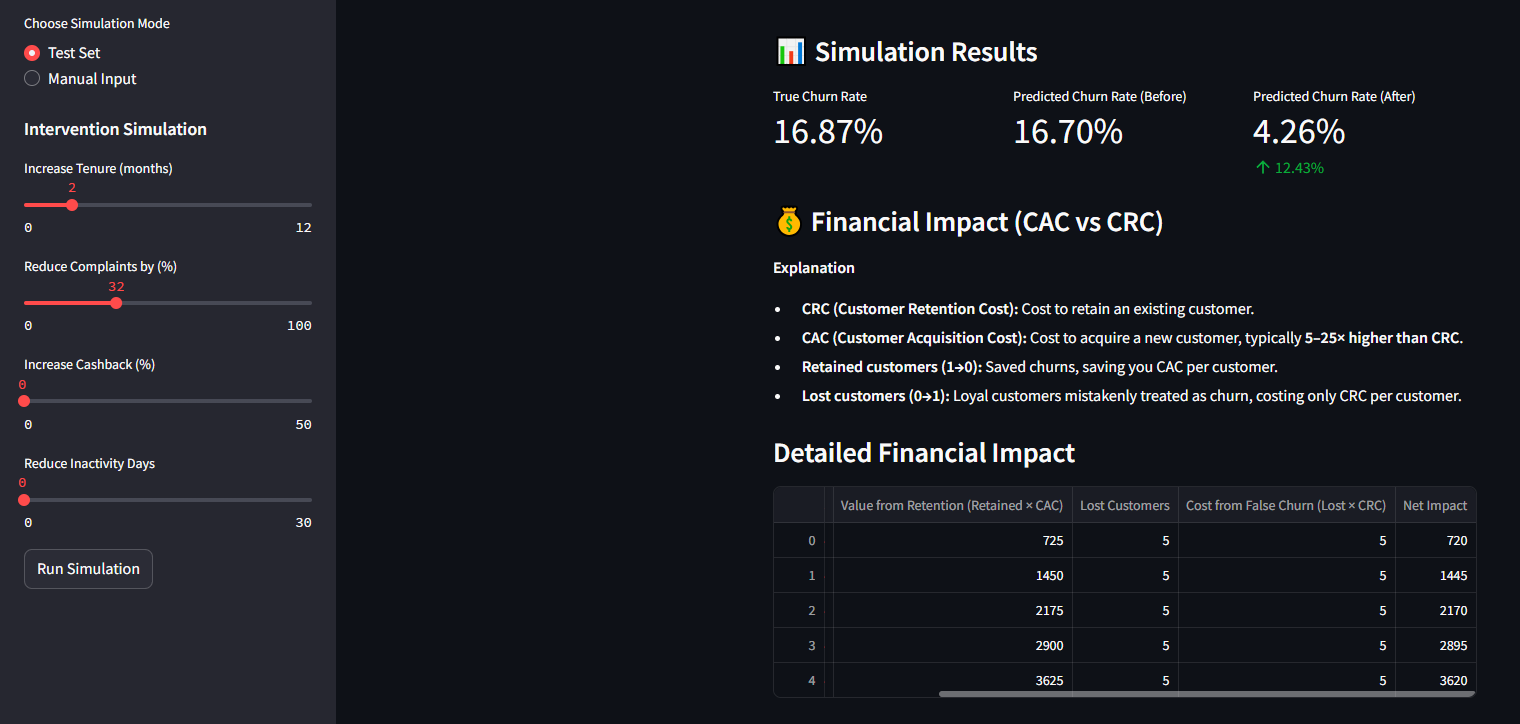 Choose Simulation Mode
Test Set
Manual Input
Intervention Simulation
Increase Tenure (months)
2
0 12
Reduce Complaints by (%)
32
0 100
Increase Cashback (%)
0
0 50
Reduce Inactivity Days
0
0 30
Run Simulation
📊 Simulation Results
True Churn Rate Predicted Churn Rate (Before) Predicted Churn Rate (After)
16.87% 16.70% 4.26%
↑ 12.43%
💰 Financial Impact (CAC vs CRC)
Explanation
• CRC (Customer Retention Cost): Cost to retain an existing customer.
• CAC (Customer Acquisition Cost): Cost to acquire a new customer, typically 5–25× higher than CRC.
• Retained customers (1→0): Saved churns, saving you CAC per customer.
• Lost customers (0→1): Loyal customers mistakenly treated as churn, costing only CRC per customer.
Detailed Financial Impact
Value from Retention (Retained × CAC) Lost Customers Cost from False Churn (Lost × CRC) Net Impact
0 725 5 5 720
1 1450 5 5 1445
2 2175 5 5 2170
3 2900 5 5 2895
4 3625 5 5 3620